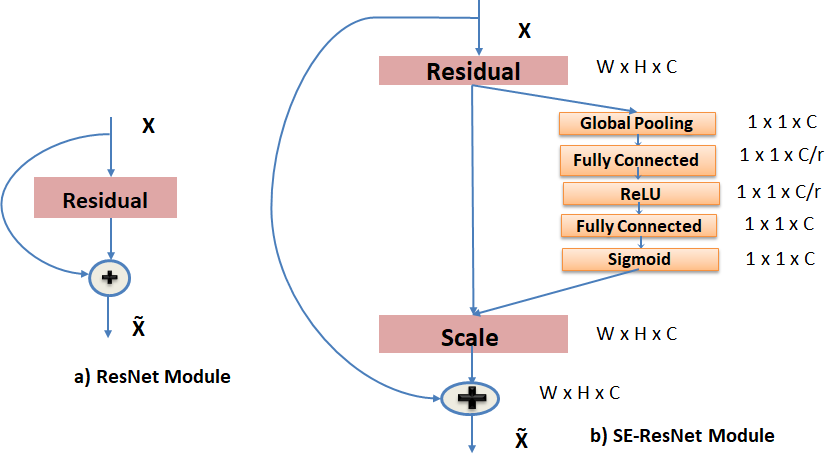 X
Residual
X̃
a) ResNet Module
X
Residual
W x H x C
Global Pooling
1 x 1 x C
Fully Connected
1 x 1 x C/r
ReLU
1 x 1 x C/r
Fully Connected
1 x 1 x C
Sigmoid
1 x 1 x C
Scale
W x H x C
W x H x C
X̃
b) SE-ResNet Module